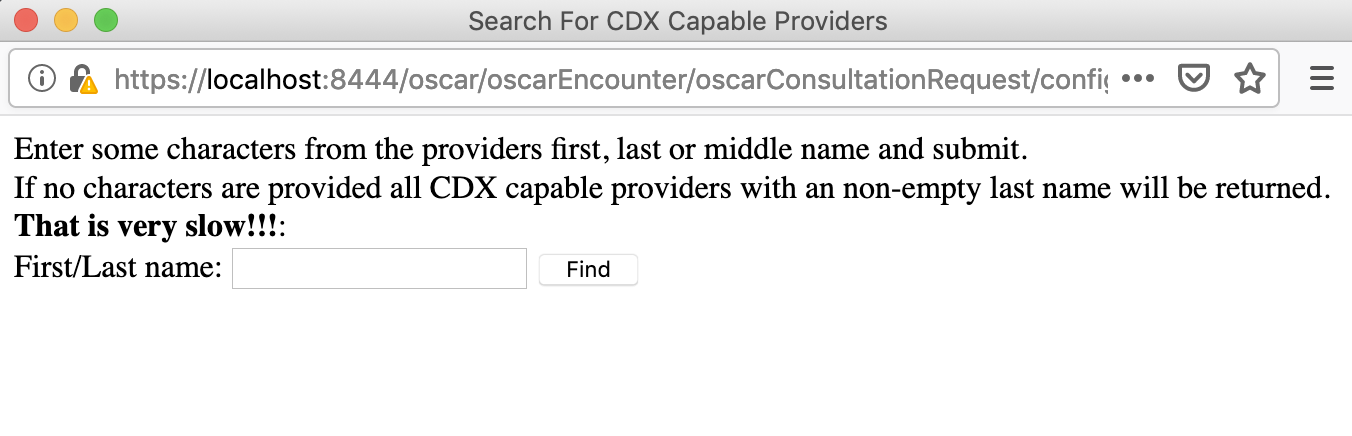 Search For CDX Capable Providers
https://localhost:8444/oscar/oscarEncounter/oscarConsultationRequest/config
Enter some characters from the providers first, last or middle name and submit.
If no characters are provided all CDX capable providers with an non-empty last name will be returned.
That is very slow!!!:
First/Last name: Find